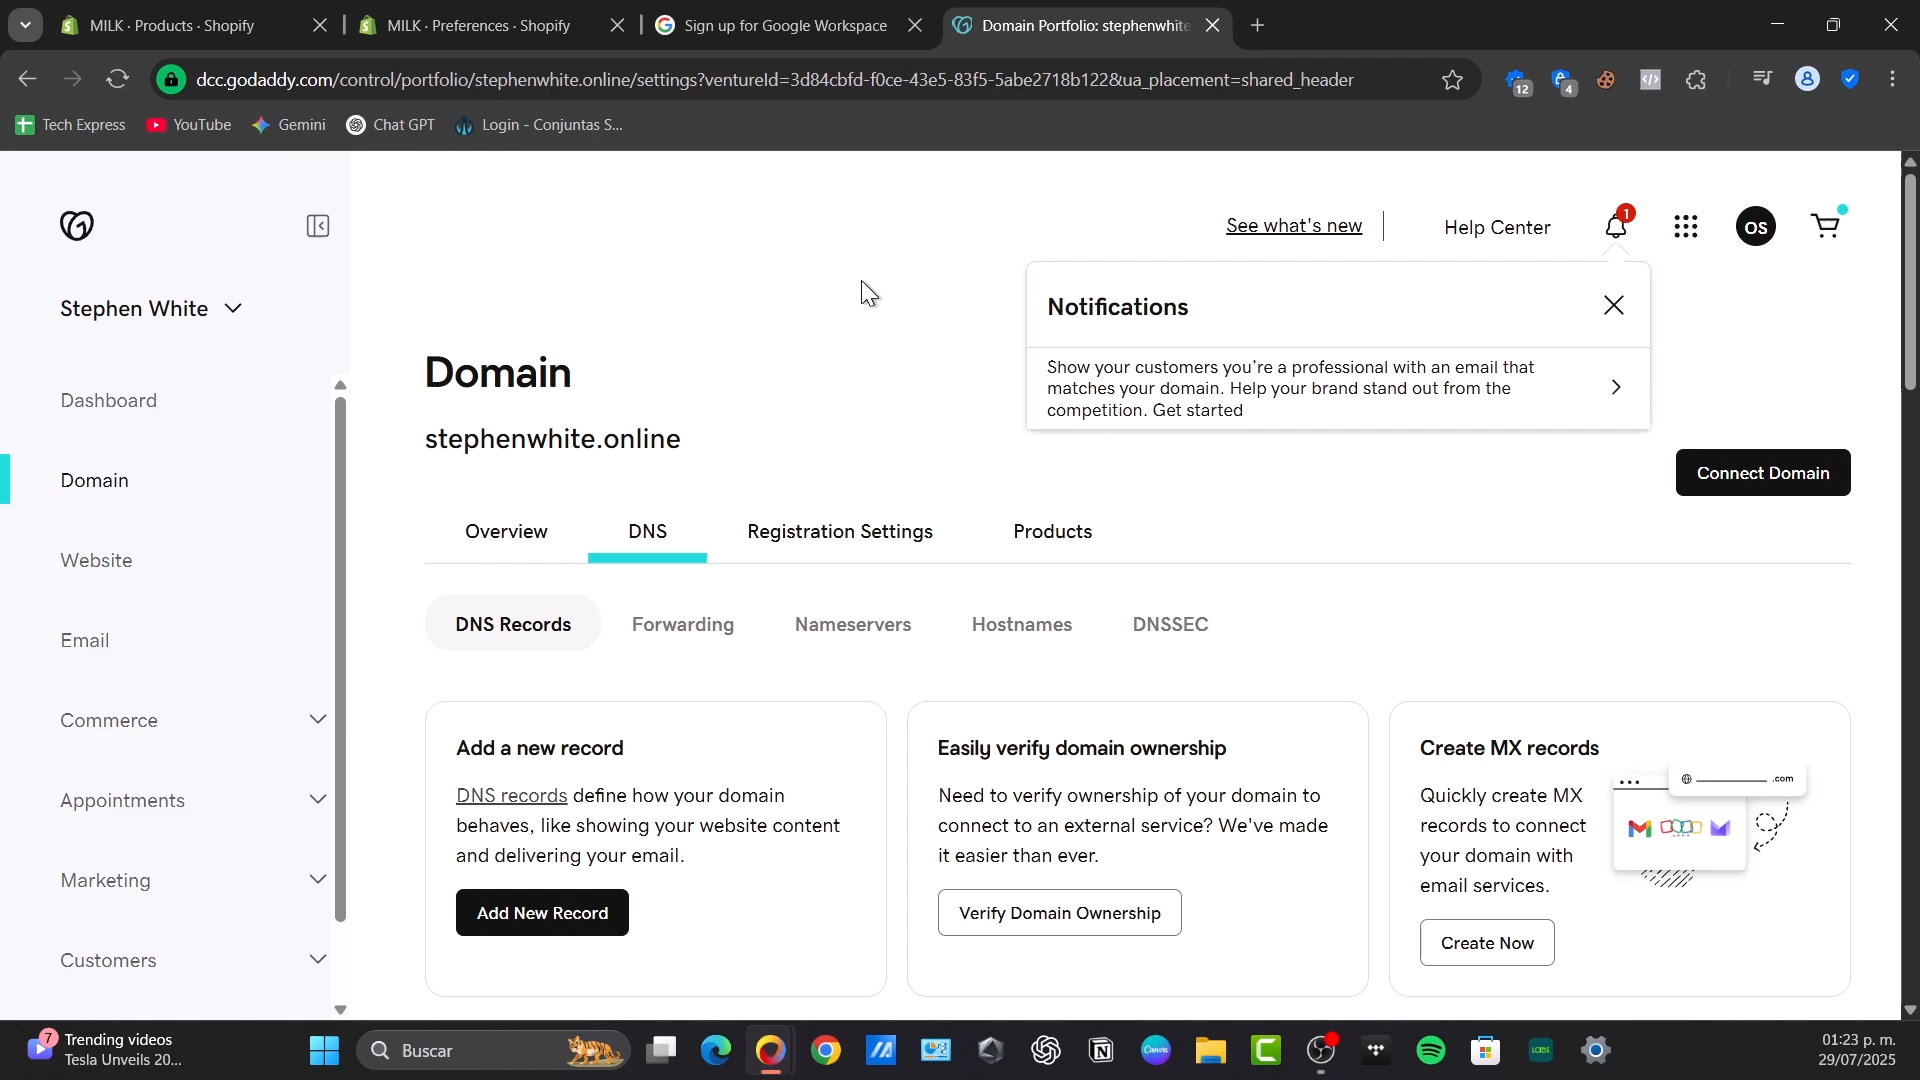 MILK · Products · Shopify
MILK · Preferences · Shopify
Sign up for Google Workspace
Domain Portfolio: stephenwhite
dcc.godaddy.com/control/portfolio/stephenwhite.online/settings?ventureId=3d84cbfd-f0ce-43e5-83f5-5abe2718b122&ua_placement=shared_header
12
4
Tech Express
YouTube
Gemini
Chat GPT
Login - Conjuntas S...
See what's new
Help Center
1
OS
Stephen White
Notifications
Show your customers you're a professional with an email that
matches your domain. Help your brand stand out from the
competition. Get started
Dashboard
Domain
Website
Email
Commerce
Appointments
Marketing
Customers
Domain
stephenwhite.online
Connect Domain
Overview
DNS
Registration Settings
Products
DNS Records
Forwarding
Nameservers
Hostnames
DNSSEC
Add a new record
DNS records define how your domain
behaves, like showing your website content
and delivering your email.
Add New Record
Easily verify domain ownership
Need to verify ownership of your domain to
connect to an external service? We've made
it easier than ever.
Verify Domain Ownership
Create MX records
Quickly create MX
records to connect
your domain with
email services.
.com
Create Now
7
Trending videos
Tesla Unveils 20...
Buscar
Canva
LABS
01:23 p. m.
29/07/2025